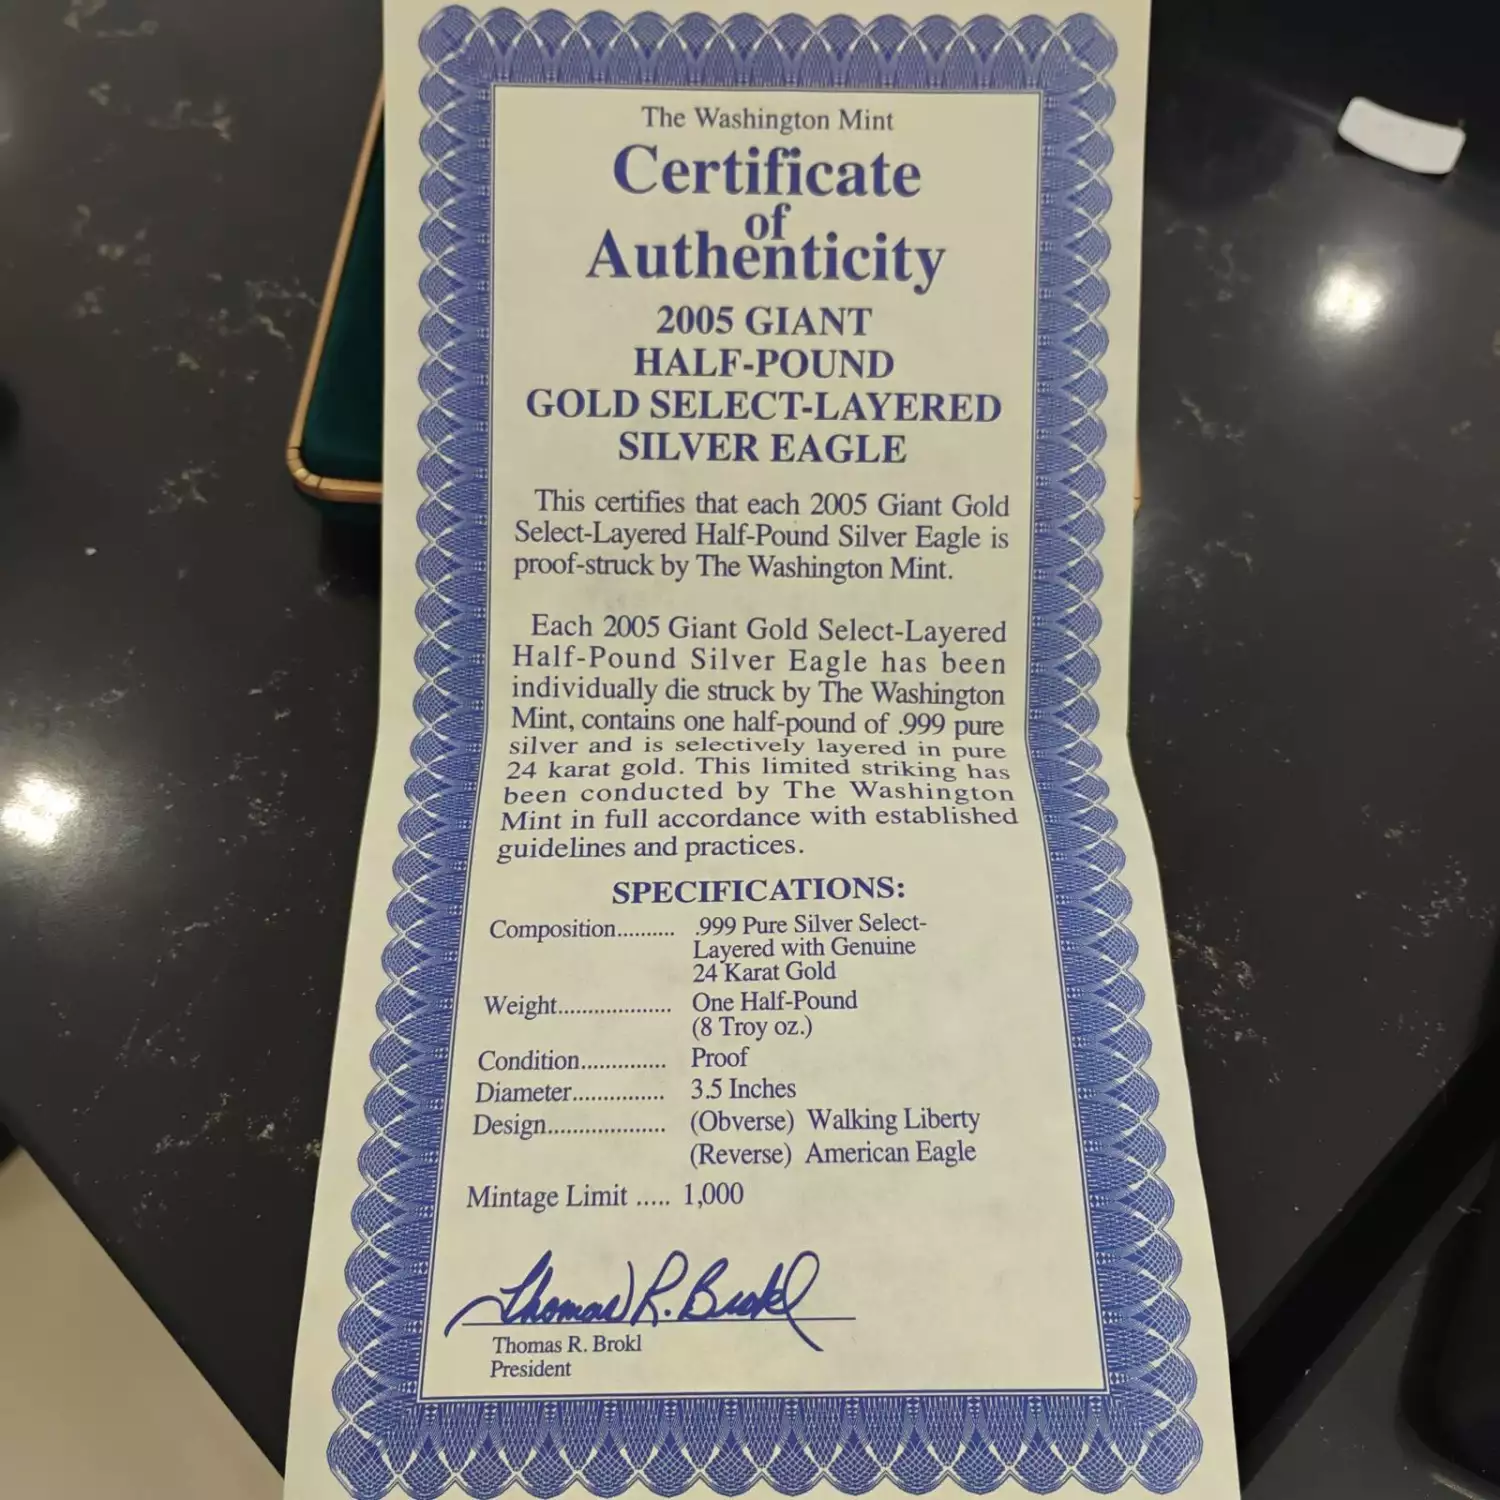 The Washington Mint
Certificate
of
Authenticity
2005 GIANT
HALF-POUND
GOLD SELECT-LAYERED
SILVER EAGLE
This certifies that each 2005 Giant Gold
Select-Layered Half-Pound Silver Eagle is
proof-struck by The Washington Mint.
Each 2005 Giant Gold Select-Layered
Half-Pound Silver Eagle has been
individually die struck by The Washington
Mint, contains one half-pound of .999 pure
silver and is selectively layered in pure
24 karat gold. This limited striking has
been conducted by The Washington
Mint in full accordance with established
guidelines and practices.
SPECIFICATIONS:
Composition.......... .999 Pure Silver Select-
Layered with Genuine
24 Karat Gold
Weight................... One Half-Pound
(8 Troy oz.)
Condition.............. Proof
Diameter............... 3.5 Inches
Design................... (Obverse) Walking Liberty
(Reverse) American Eagle
Mintage Limit ..... 1,000
Thomas R. Brokl
Thomas R. Brokl
President